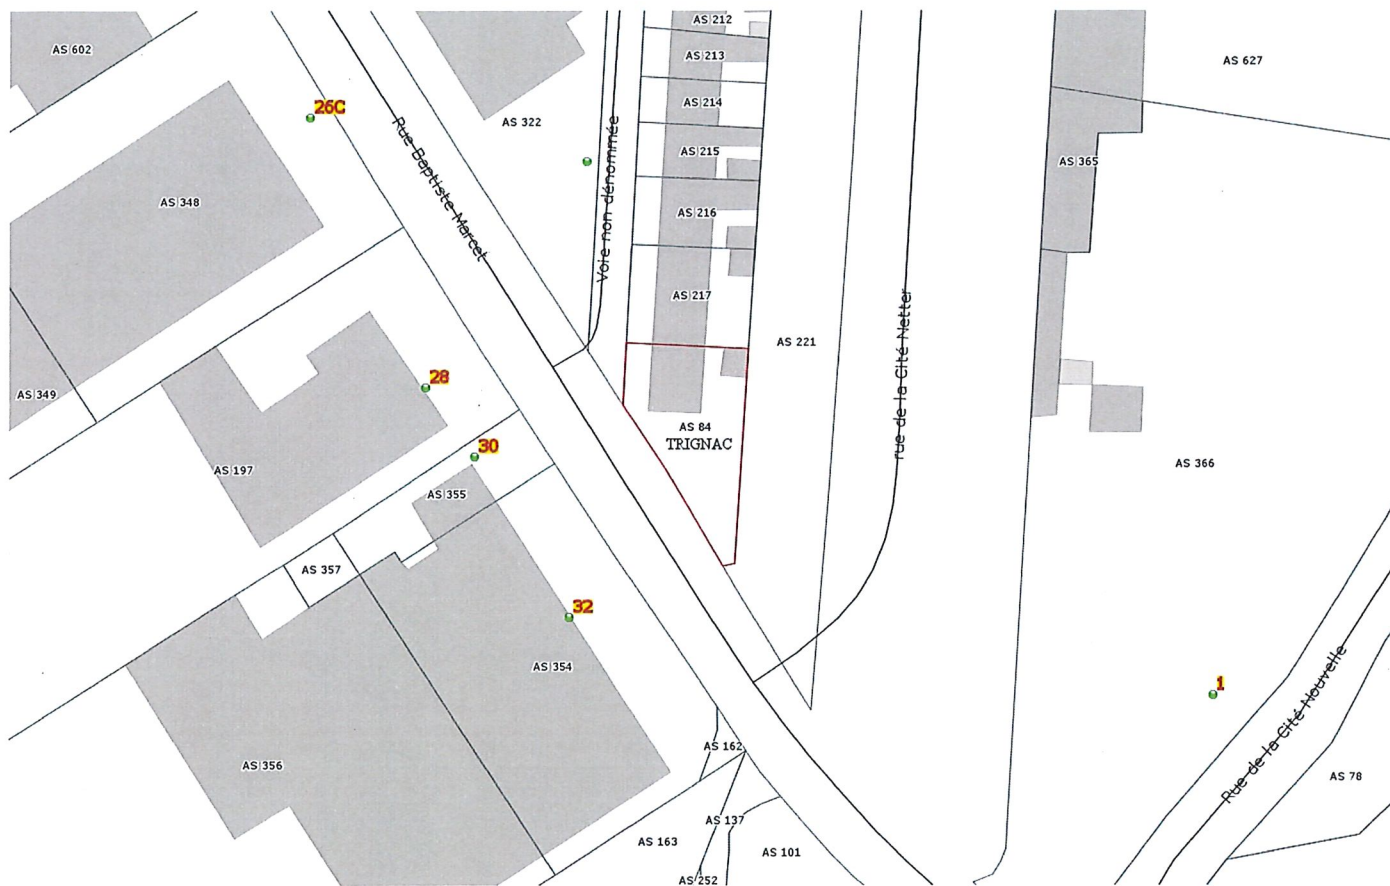 AS 212
AS 602
AS 213
AS 627
26C
AS 214
Rue Baptiste Marcet
AS 322
Voie non dénommée
AS 215
AS 365
AS 348
AS 216
AS 217
AS 221
rue de la Cité Netter
28
AS 349
AS 84
TRIGNAC
30
AS 197
AS 366
AS 355
AS 357
32
AS 354
1
Rue de la Cité Nouvelle
AS 162
AS 356
AS 78
AS 137
AS 163
AS 101
AS 252